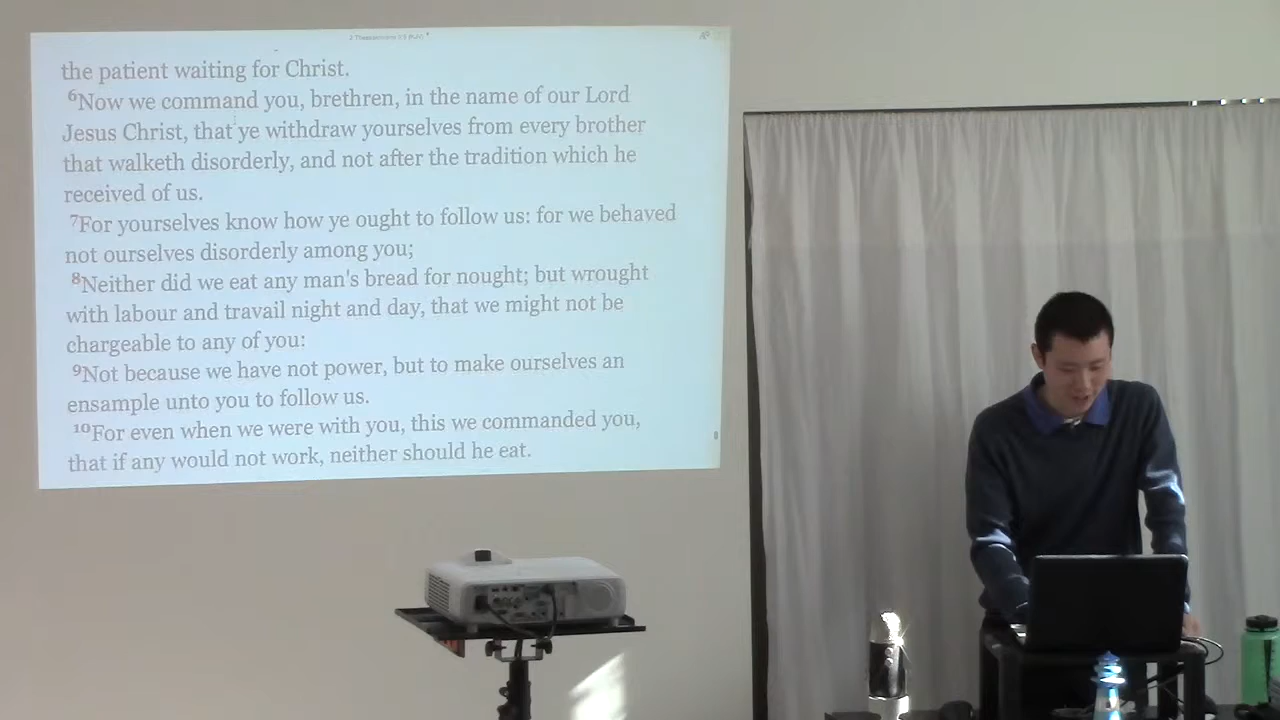 2 Thessalonians 3:5 (KJV)
the patient waiting for Christ.
6Now we command you, brethren, in the name of our Lord
Jesus Christ, that ye withdraw yourselves from every brother
that walketh disorderly, and not after the tradition which he
received of us.
7For yourselves know how ye ought to follow us: for we behaved
not ourselves disorderly among you;
8Neither did we eat any man's bread for nought; but wrought
with labour and travail night and day, that we might not be
chargeable to any of you:
9Not because we have not power, but to make ourselves an
ensample unto you to follow us.
10For even when we were with you, this we commanded you,
that if any would not work, neither should he eat.